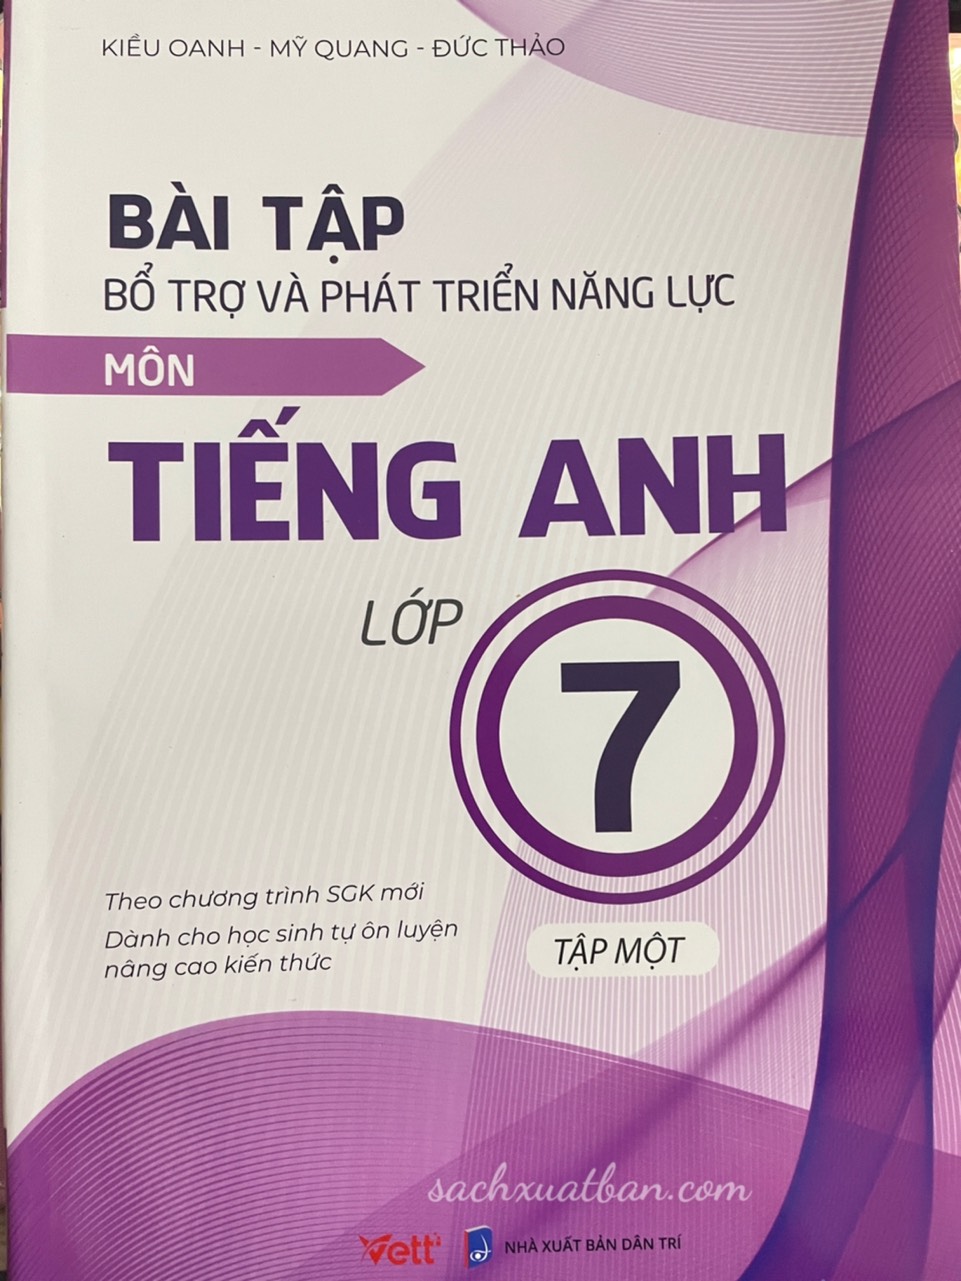 KIỀU OANH - MỸ QUANG - ĐỨC THẢO
BÀI TẬP
BỔ TRỢ VÀ PHÁT TRIỂN NĂNG LỰC
MÔN
TIẾNG ANH
LỚP
7
TẬP MỘT
Theo chương trình SGK mới
Dành cho học sinh tự ôn luyện
nâng cao kiến thức
sachxuatban.com
Vett
NHÀ XUẤT BẢN DÂN TRÍ